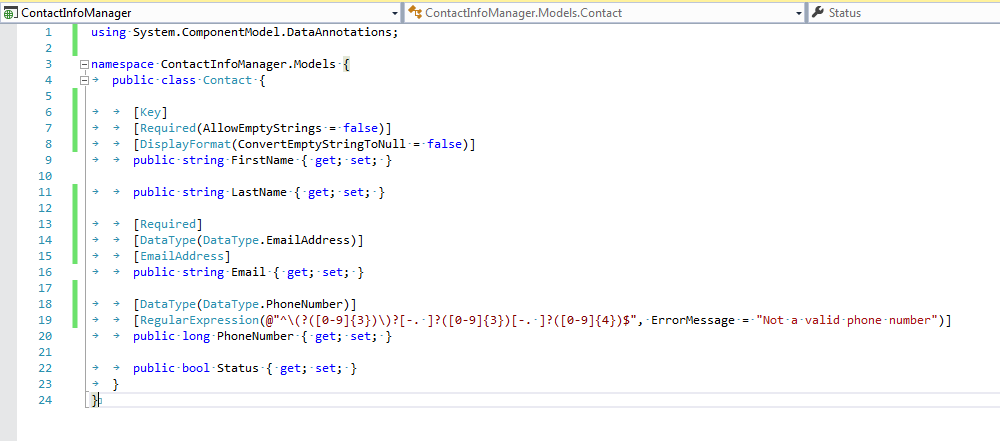 ContactInfoManager ContactInfoManager.Models.Contact Status
1 using System.ComponentModel.DataAnnotations;
2
3 namespace ContactInfoManager.Models {
4 public class Contact {
5
6 [Key]
7 [Required(AllowEmptyStrings = false)]
8 [DisplayFormat(ConvertEmptyStringToNull = false)]
9 public string FirstName { get; set; }
10
11 public string LastName { get; set; }
12
13 [Required]
14 [DataType(DataType.EmailAddress)]
15 [EmailAddress]
16 public string Email { get; set; }
17
18 [DataType(DataType.PhoneNumber)]
19 [RegularExpression(@"^\(?([0-9]{3})\)?[-. ]?([0-9]{3})[-. ]?([0-9]{4})$", ErrorMessage = "Not a valid phone number")]
20 public long PhoneNumber { get; set; }
21
22 public bool Status { get; set; }
23 }
24 }